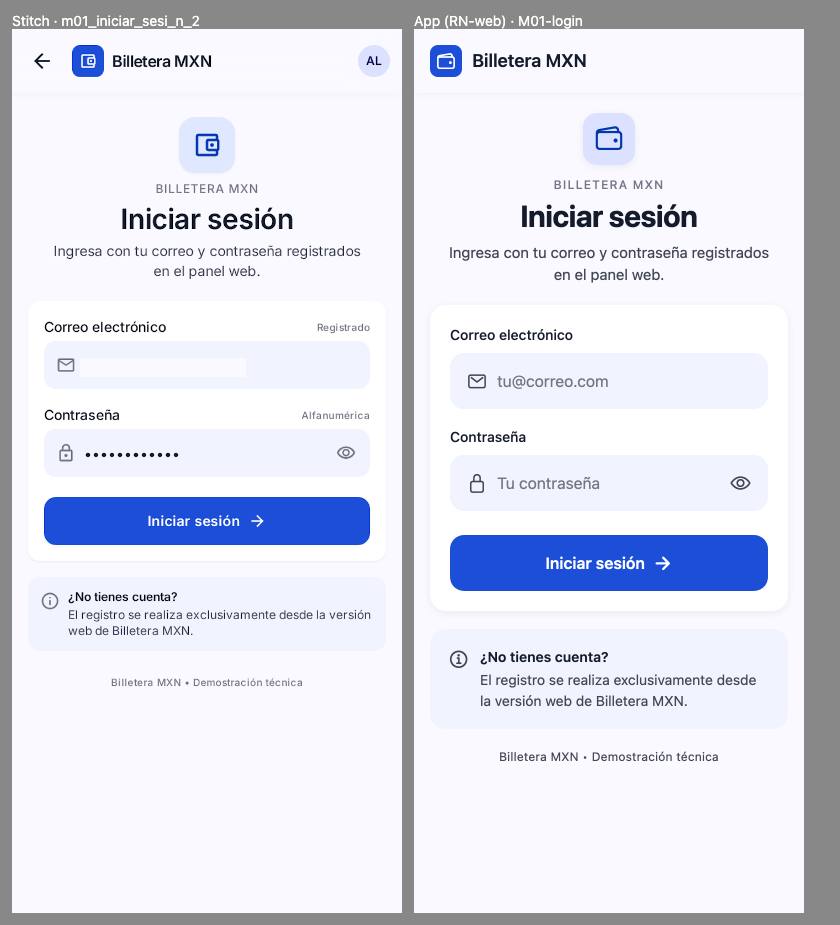 Stitch · m01_iniciar_sesi_n_2
Billetera MXN
AL
BILLETERA MXN
Iniciar sesión
Ingresa con tu correo y contraseña registrados
en el panel web.
Correo electrónico
Registrado
Contraseña
Alfanumérica
••••••••••••
Iniciar sesión
¿No tienes cuenta?
El registro se realiza exclusivamente desde la versión
web de Billetera MXN.
Billetera MXN • Demostración técnica
App (RN-web) · M01-login
Billetera MXN
BILLETERA MXN
Iniciar sesión
Ingresa con tu correo y contraseña registrados
en el panel web.
Correo electrónico
tu@correo.com
Contraseña
Tu contraseña
Iniciar sesión
¿No tienes cuenta?
El registro se realiza exclusivamente desde
la versión web de Billetera MXN.
Billetera MXN • Demostración técnica